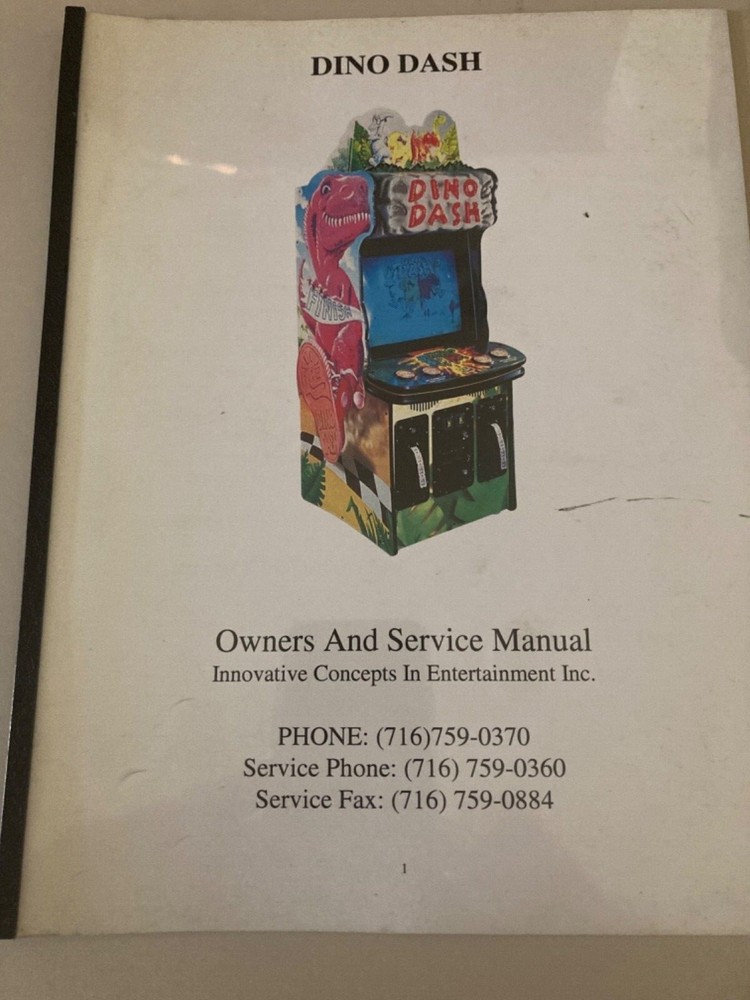 DINO DASH
DINO
DASH
FINISH
Owners And Service Manual
Innovative Concepts In Entertainment Inc.
PHONE: (716)759-0370
Service Phone: (716) 759-0360
Service Fax: (716) 759-0884
1